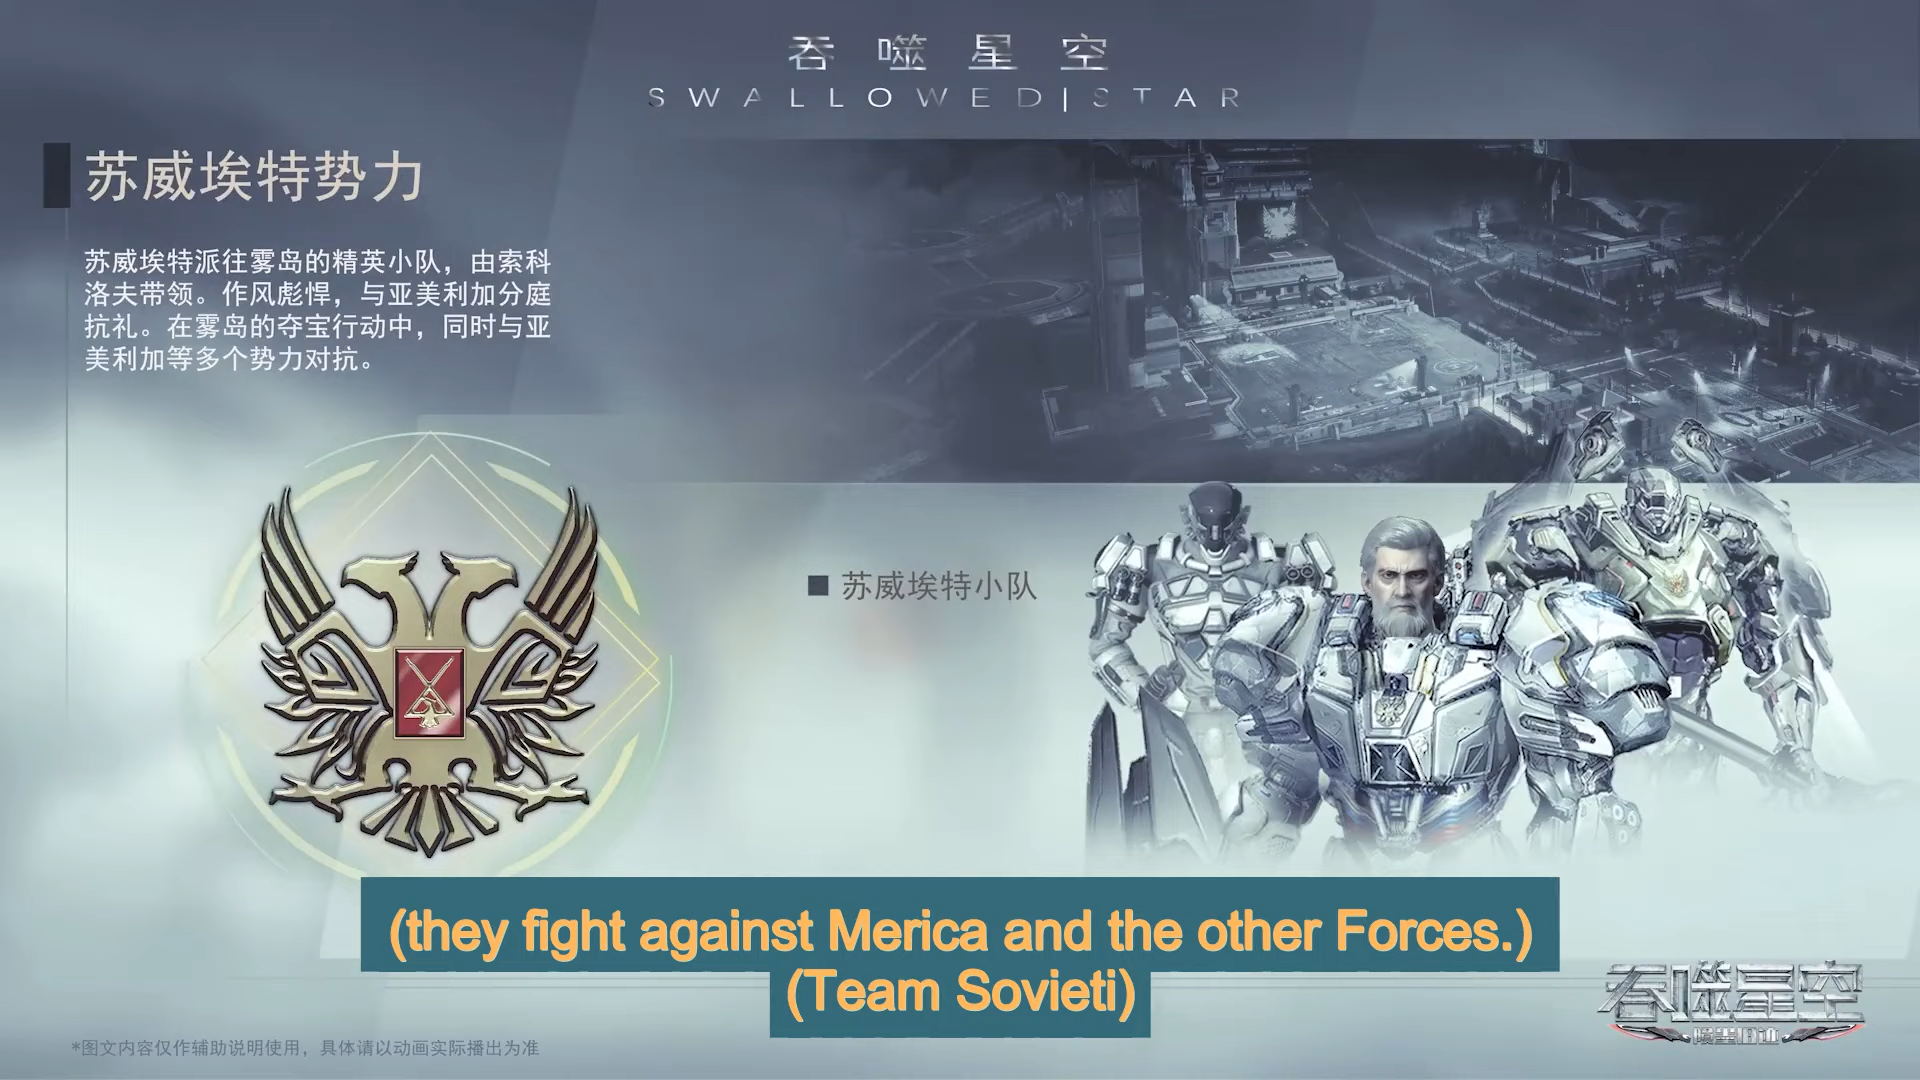 吞噬星空
SWALLOWED|STAR
苏威埃特势力
苏威埃特派往雾岛的精英小队，由索科
洛夫带领。作风彪悍，与亚美利加分庭
抗礼。在雾岛的夺宝行动中，同时与亚
美利加等多个势力对抗。
■ 苏威埃特小队
(they fight against Merica and the other Forces.)
(Team Sovieti)
吞噬星空
*图文内容仅作辅助说明使用，具体请以动画实际播出为准